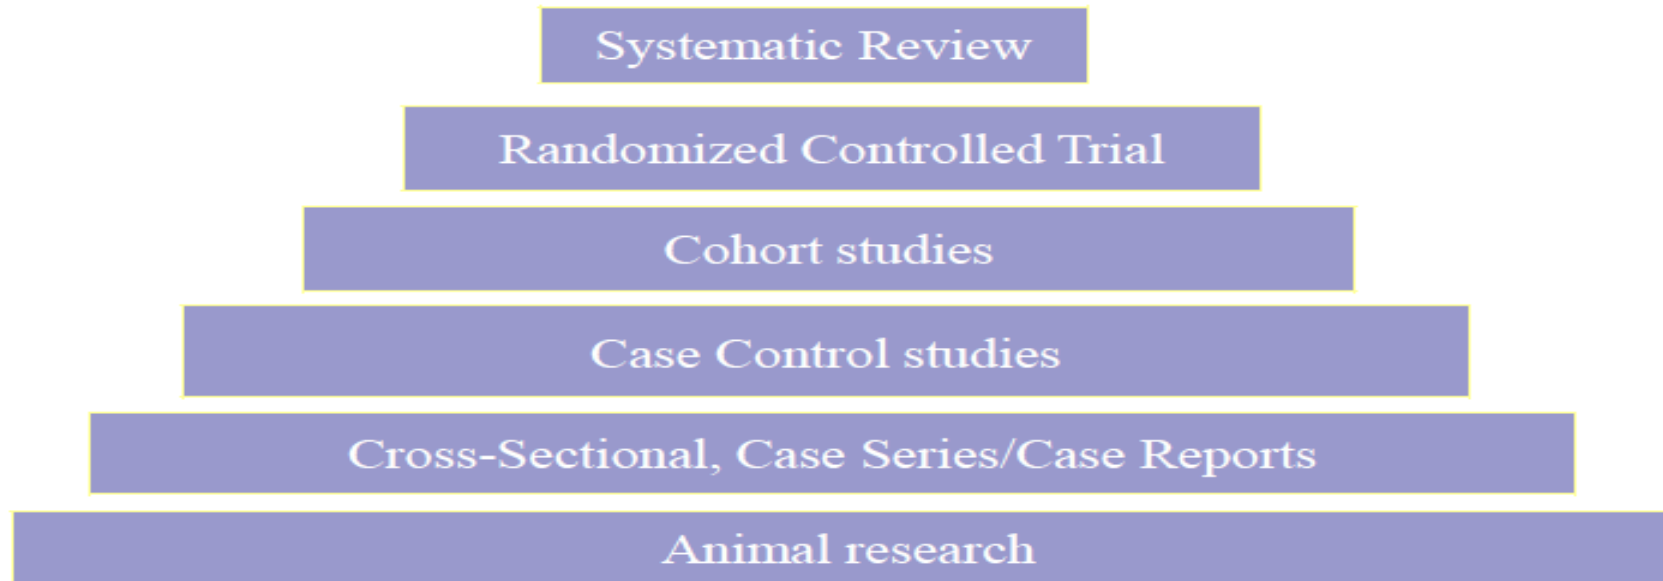 Systematic Review
Randomized Controlled Trial
Cohort studies
Case Control studies
Cross-Sectional, Case Series/Case Reports
Animal research